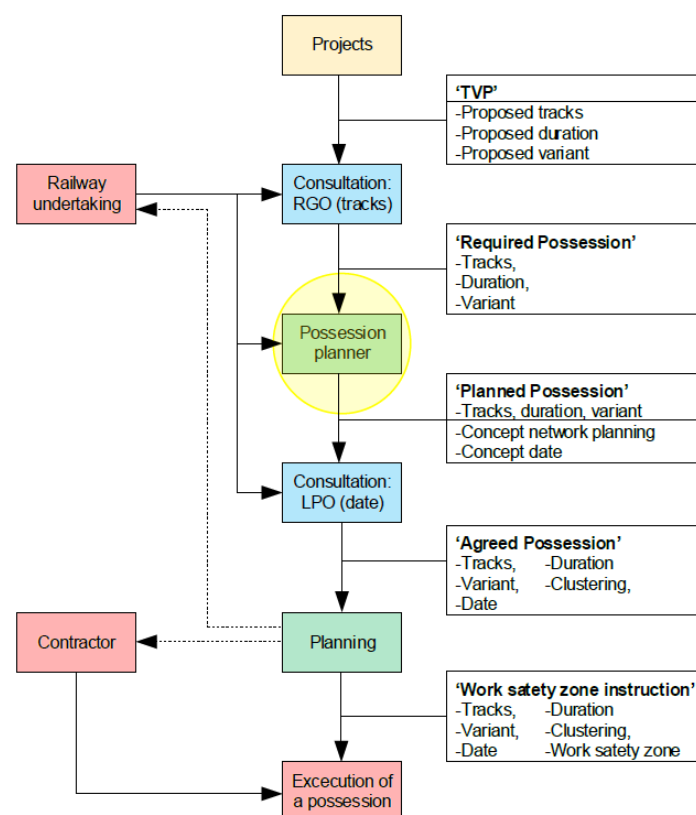 Projects
‘TVP’
-Proposed tracks
-Proposed duration
-Proposed variant
Railway
undertaking
Consultation:
RGO (tracks)
‘Required Possession’
-Tracks,
-Duration,
-Variant
Possession
planner
‘Planned Possession’
-Tracks, duration, variant
-Concept network planning
-Concept date
Consultation:
LPO (date)
‘Agreed Possession’
-Tracks, -Duration
-Variant, -Clustering,
-Date
Contractor
Planning
‘Work satety zone instruction’
-Tracks, -Duration
-Variant, -Clustering,
-Date -Work safety zone
Excecution of
a possession